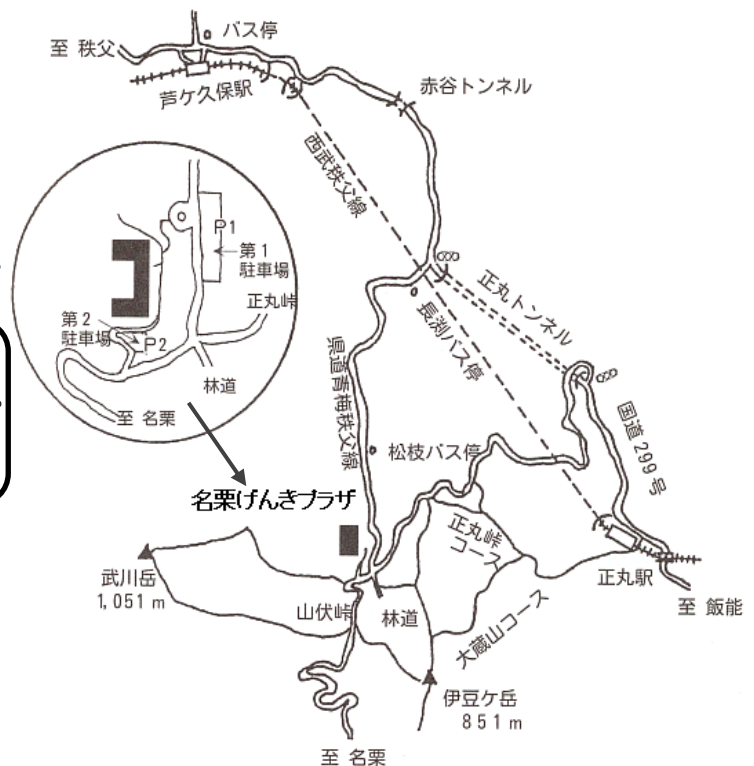 バス停
至 秩父
芦ケ久保駅
赤谷トンネル
西武秩父線
P1
第1
駐車場
正丸峠
第2
駐車場
P2
林道
至 名栗
正丸トンネル
長渕バス停
県道青梅秩父線
国道299号
松枝バス停
名栗げんきプラザ
正丸峠
コース
正丸駅
至 飯能
武川岳
1,051 m
山伏峠
林道
大蔵山コース
伊豆ケ岳
851 m
至 名栗